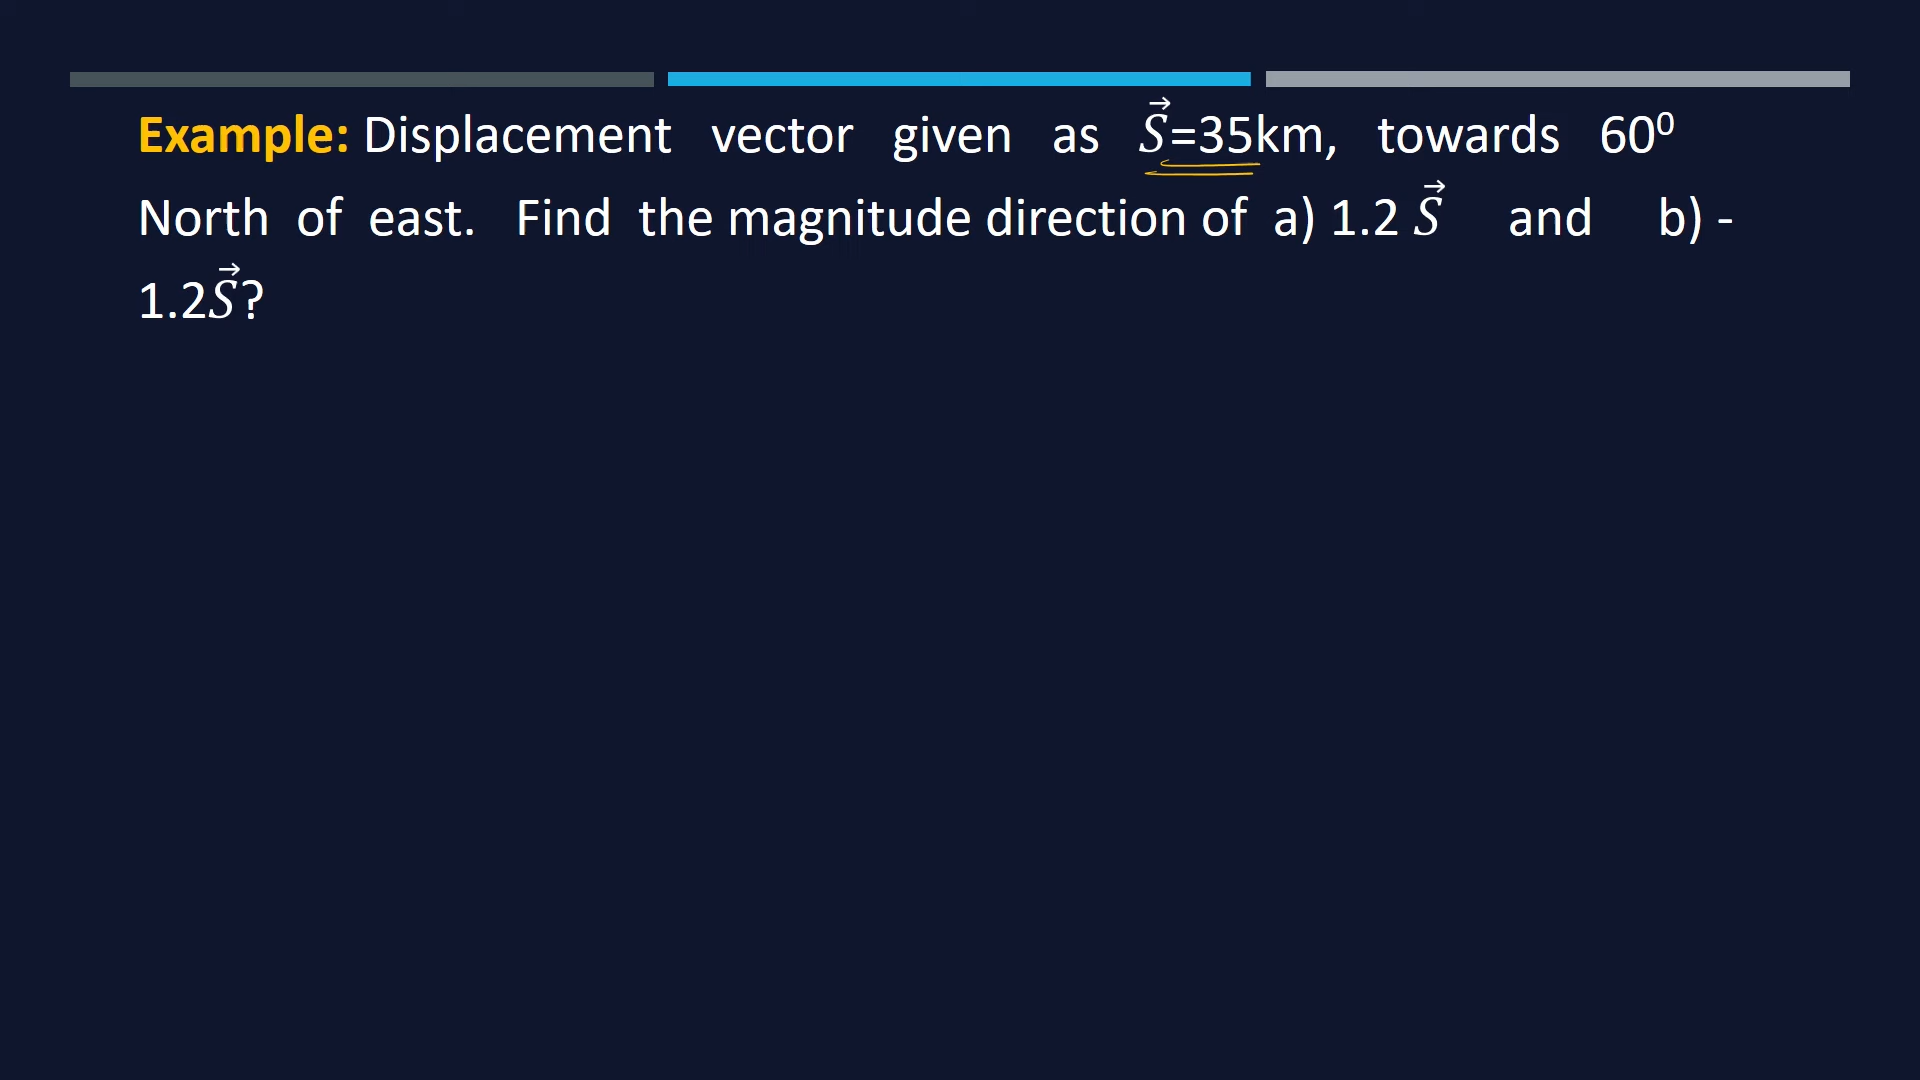 Example: Displacement vector given as S⃗=35km, towards 60⁰
North of east. Find the magnitude direction of a) 1.2 S⃗ and b) -
1.2S⃗?